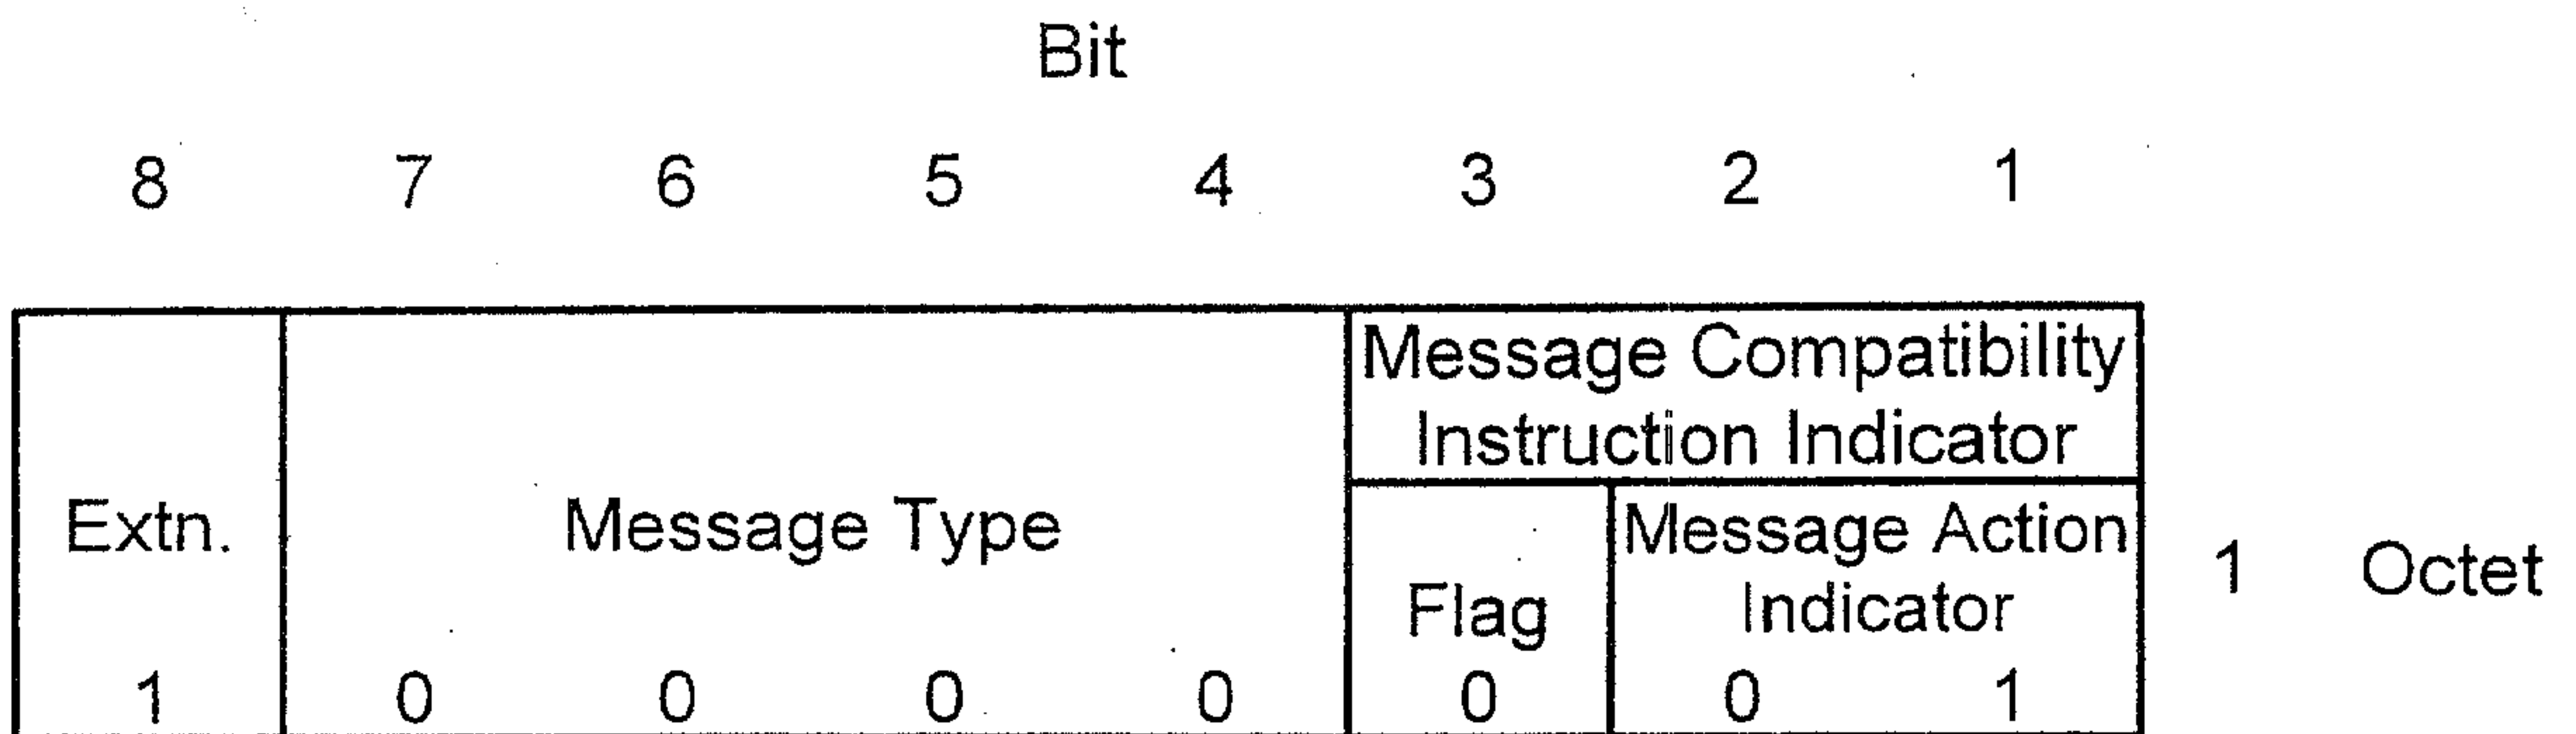 Bit
8 7 6 5 4 3 2 1
Message Compatibility
Instruction Indicator
Extn. Message Type Flag Message Action
Indicator
1 0 0 0 0 0 0 1
1 Octet